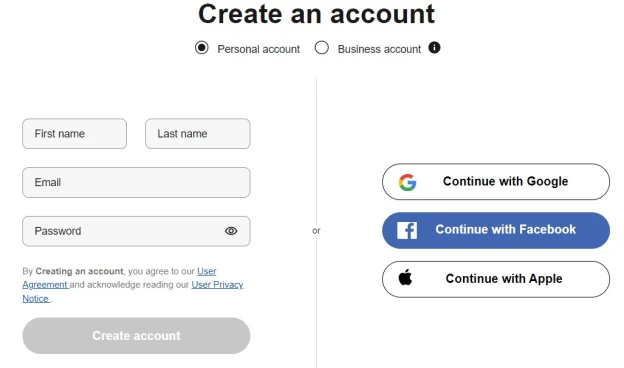 Create an account
Personal account Business account
First name Last name
Email
Password
By Creating an account, you agree to our User
Agreement and acknowledge reading our User Privacy
Notice .
Create account
or
Continue with Google
Continue with Facebook
Continue with Apple